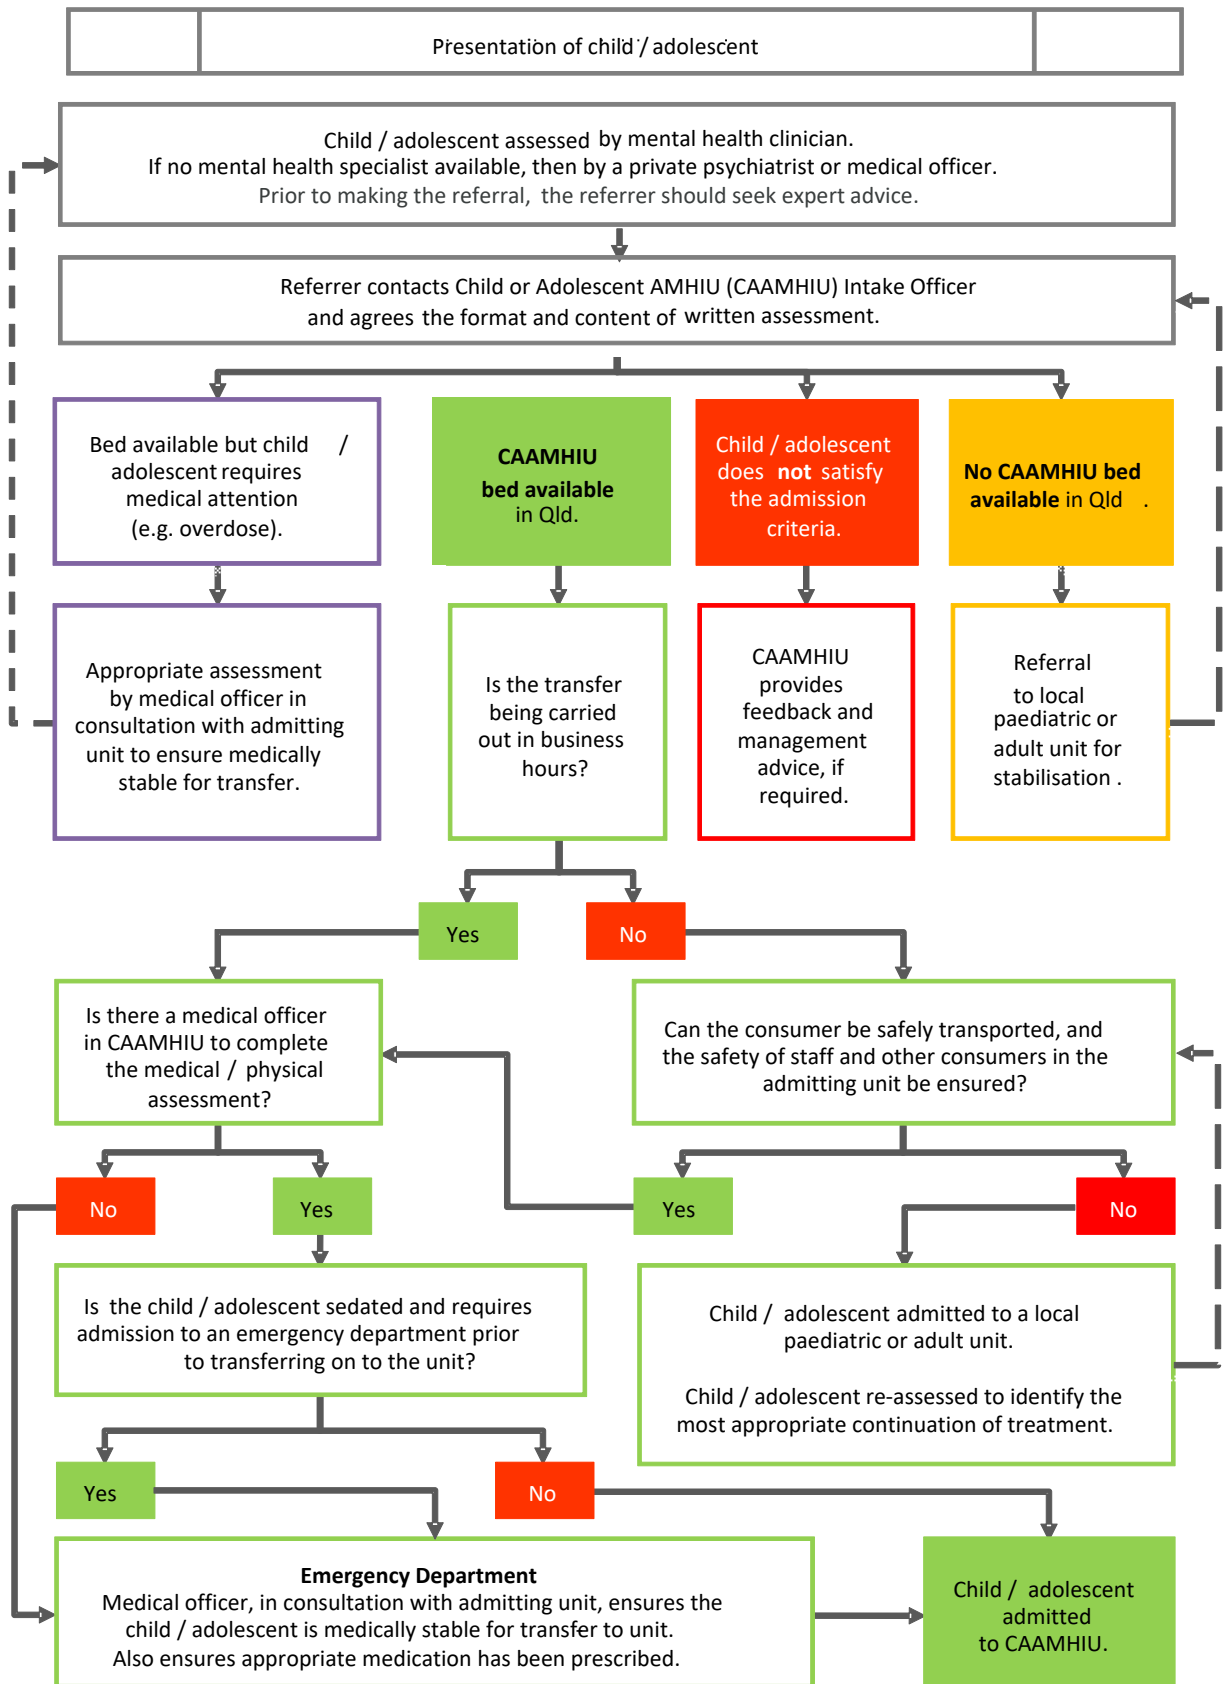 Presentation of child / adolescent
Child / adolescent assessed by mental health clinician.
If no mental health specialist available, then by a private psychiatrist or medical officer.
Prior to making the referral, the referrer should seek expert advice.
Referrer contacts Child or Adolescent AMHIU (CAAMHIU) Intake Officer
and agrees the format and content of written assessment.
Bed available but child /
adolescent requires
medical attention
(e.g. overdose).
CAAMHIU
bed available
in Qld.
Child / adolescent
does not satisfy
the admission
criteria.
No CAAMHIU bed
available in Qld .
Appropriate assessment
by medical officer in
consultation with admitting
unit to ensure medically
stable for transfer.
Is the transfer
being carried
out in business
hours?
CAAMHIU
provides
feedback and
management
advice, if
required.
Referral
to local
paediatric or
adult unit for
stabilisation .
Yes
No
Is there a medical officer
in CAAMHIU to complete
the medical / physical
assessment?
Can the consumer be safely transported, and
the safety of staff and other consumers in the
admitting unit be ensured?
No
Yes
Yes
No
Is the child / adolescent sedated and requires
admission to an emergency department prior
to transferring on to the unit?
Child / adolescent admitted to a local
paediatric or adult unit.
Child / adolescent re-assessed to identify the
most appropriate continuation of treatment.
Yes
No
Emergency Department
Medical officer, in consultation with admitting unit, ensures the
child / adolescent is medically stable for transfer to unit.
Also ensures appropriate medication has been prescribed.
Child / adolescent
admitted
to CAAMHIU.